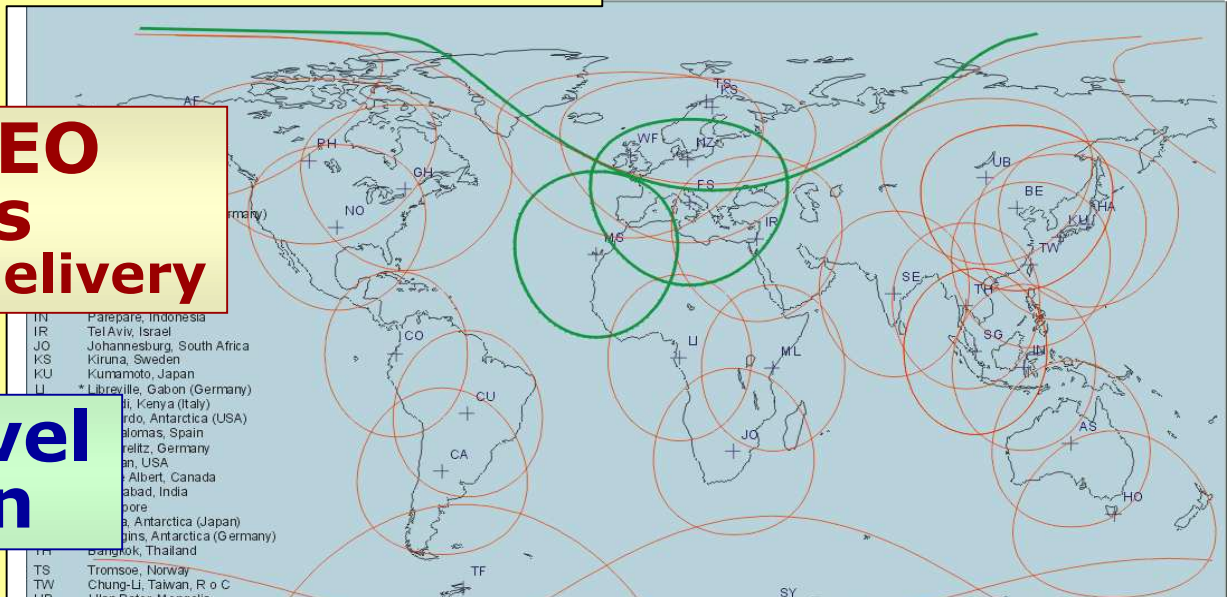 EO
s
elivery
rmany)
IN Parepare, Indonesia
IR Tel Aviv, Israel
JO Johannesburg, South Africa
KS Kiruna, Sweden
KU Kumamoto, Japan
LI * Libreville, Gabon (Germany)
di, Kenya (Italy)
rdo, Antarctica (USA)
alomas, Spain
relitz, Germany
an, USA
e Albert, Canada
abad, India
pore
a, Antarctica (Japan)
gins, Antarctica (Germany)
TH Bangkok, Thailand
TS Tromsoe, Norway
TW Chung-Li, Taiwan, R o C
vel
n
AF
TS
KS
PH
WF
NZ
GH
UB
FS
BE
NO
HA
IR
KU
MS
TW
SE
TH
CO
SG
LI
IN
ML
CU
JO
AS
CA
HO
TF
SY